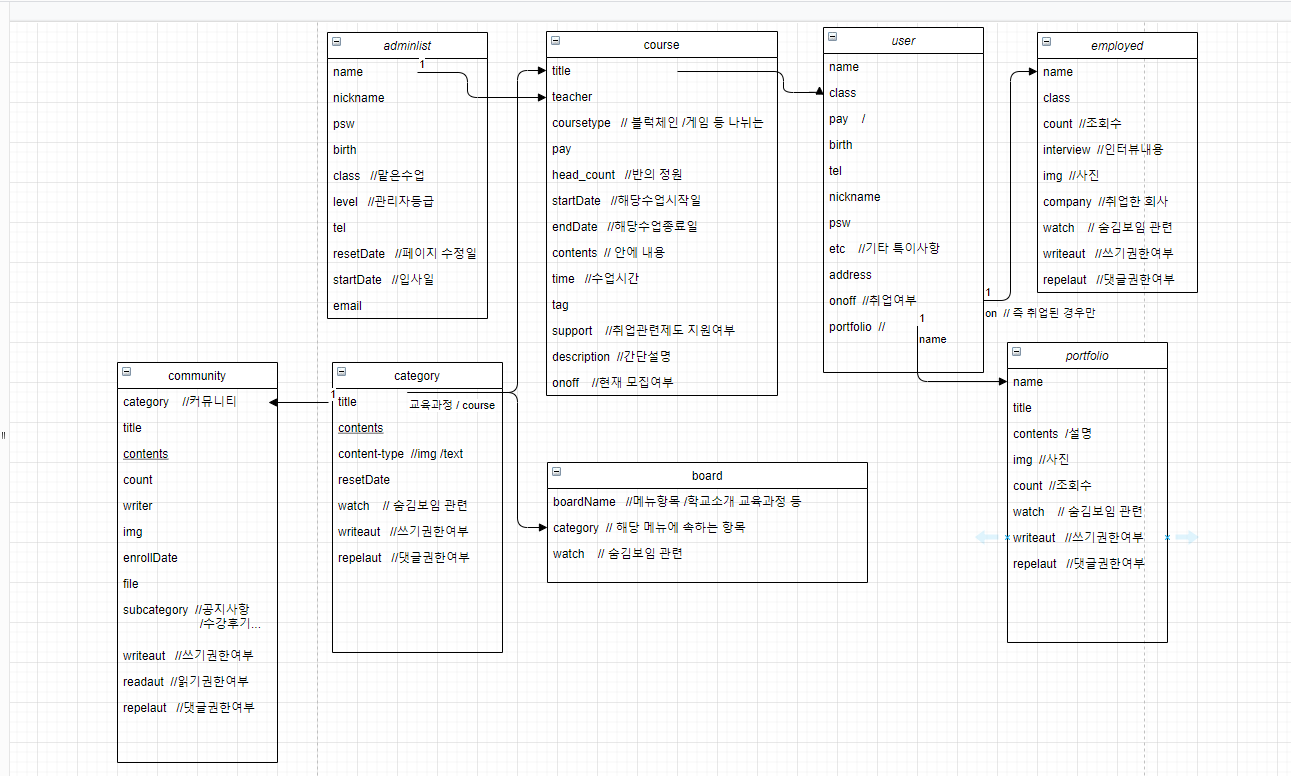 adminlist
1
name
nickname
psw
birth
class //맡은수업
level //관리자등급
tel
resetDate //페이지 수정일
startDate //입사일
email
course
title
teacher
coursetype // 블럭체인 /게임 등 나뉘는
pay
head_count //반의 정원
startDate //해당수업시작일
endDate //해당수업종료일
contents // 안에 내용
time //수업시간
tag
support //취업관련제도 지원여부
description //간단설명
onoff //현재 모집여부
user
name
class
pay /
birth
tel
nickname
psw
etc //기타 특이사항
address
onoff //취업여부
portfolio //
1
name
1
on // 즉 취업된 경우만
employed
name
class
count //조회수
interview //인터뷰내용
img //사진
company //취업한 회사
watch // 숨김보임 관련
writeaut //쓰기권한여부
repelaut //댓글권한여부
community
category //커뮤니티
title
contents
count
writer
img
enrollDate
file
subcategory //공지사항
/수강후기...
writeaut //쓰기권한여부
readaut //읽기권한여부
repelaut //댓글권한여부
category
1
title
교육과정 / course
contents
content-type //img /text
resetDate
watch // 숨김보임 관련
writeaut //쓰기권한여부
repelaut //댓글권한여부
board
boardName //메뉴항목 /학교소개 교육과정 등
category // 해당 메뉴에 속하는 항목
watch // 숨김보임 관련
portfolio
name
title
contents /설명
img //사진
count //조회수
watch // 숨김보임 관련
writeaut //쓰기권한여부
repelaut //댓글권한여부